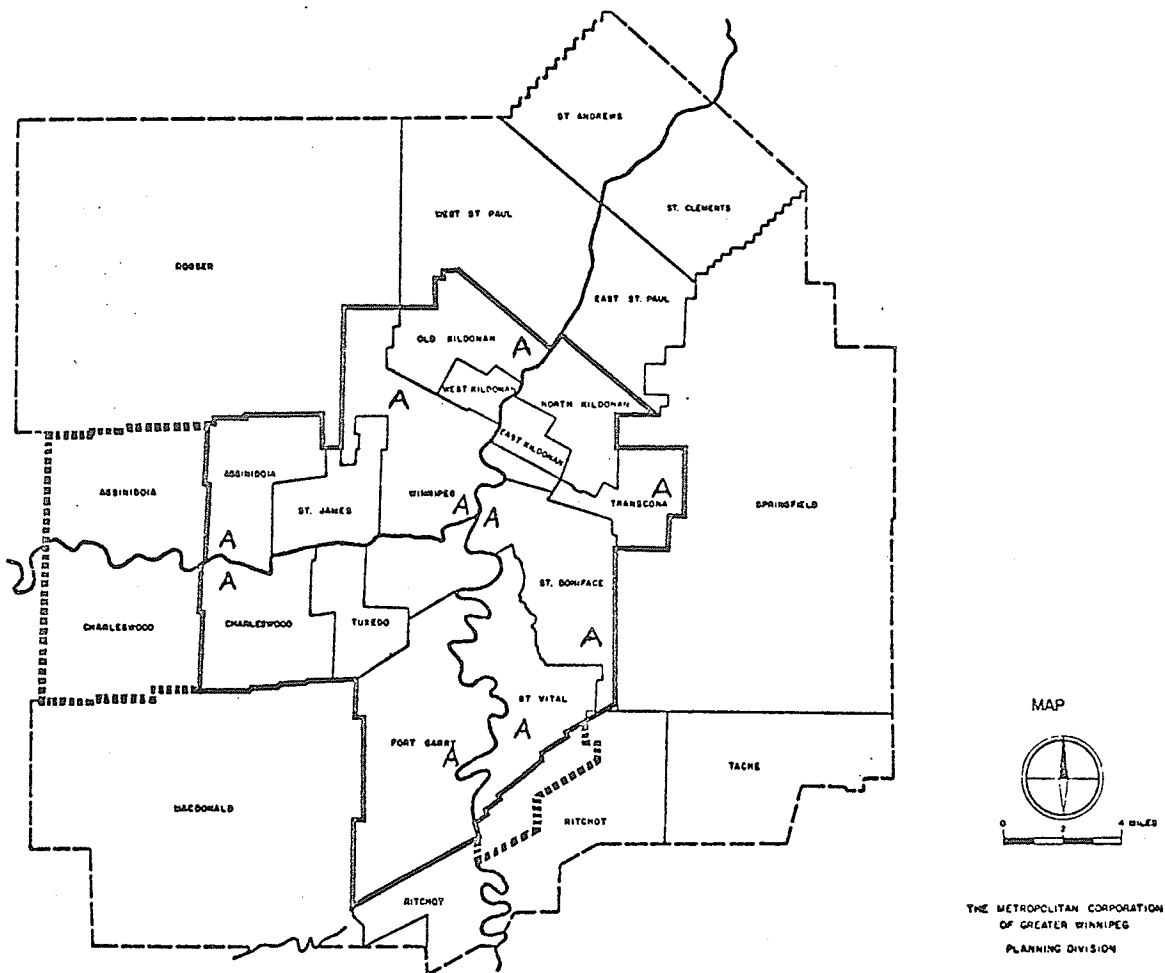 ST ANDREWS
WEST ST PAUL
ST. CLEMENTS
ROSSER
EAST ST. PAUL
OLD KILDONAN
A
WEST KILDONAN
A
NORTH KILDONAN
EAST KILDONAN
ASSINIBOIA
ASSINIBOIA
WINNIPEG
A
TRANSCONA
SPRINGFIELD
ST. JAMES
A
A
A
A
ST. BONIFACE
CHARLESWOOD
CHARLESWOOD
TUXEDO
A
ST VITAL
MAP
A
FORT GARRY
A
TACHE
MACDONALD
RITCHOT
0 2 4 MILES
RITCHOT
THE METROPOLITAN CORPORATION
OF GREATER WINNIPEG
PLANNING DIVISION